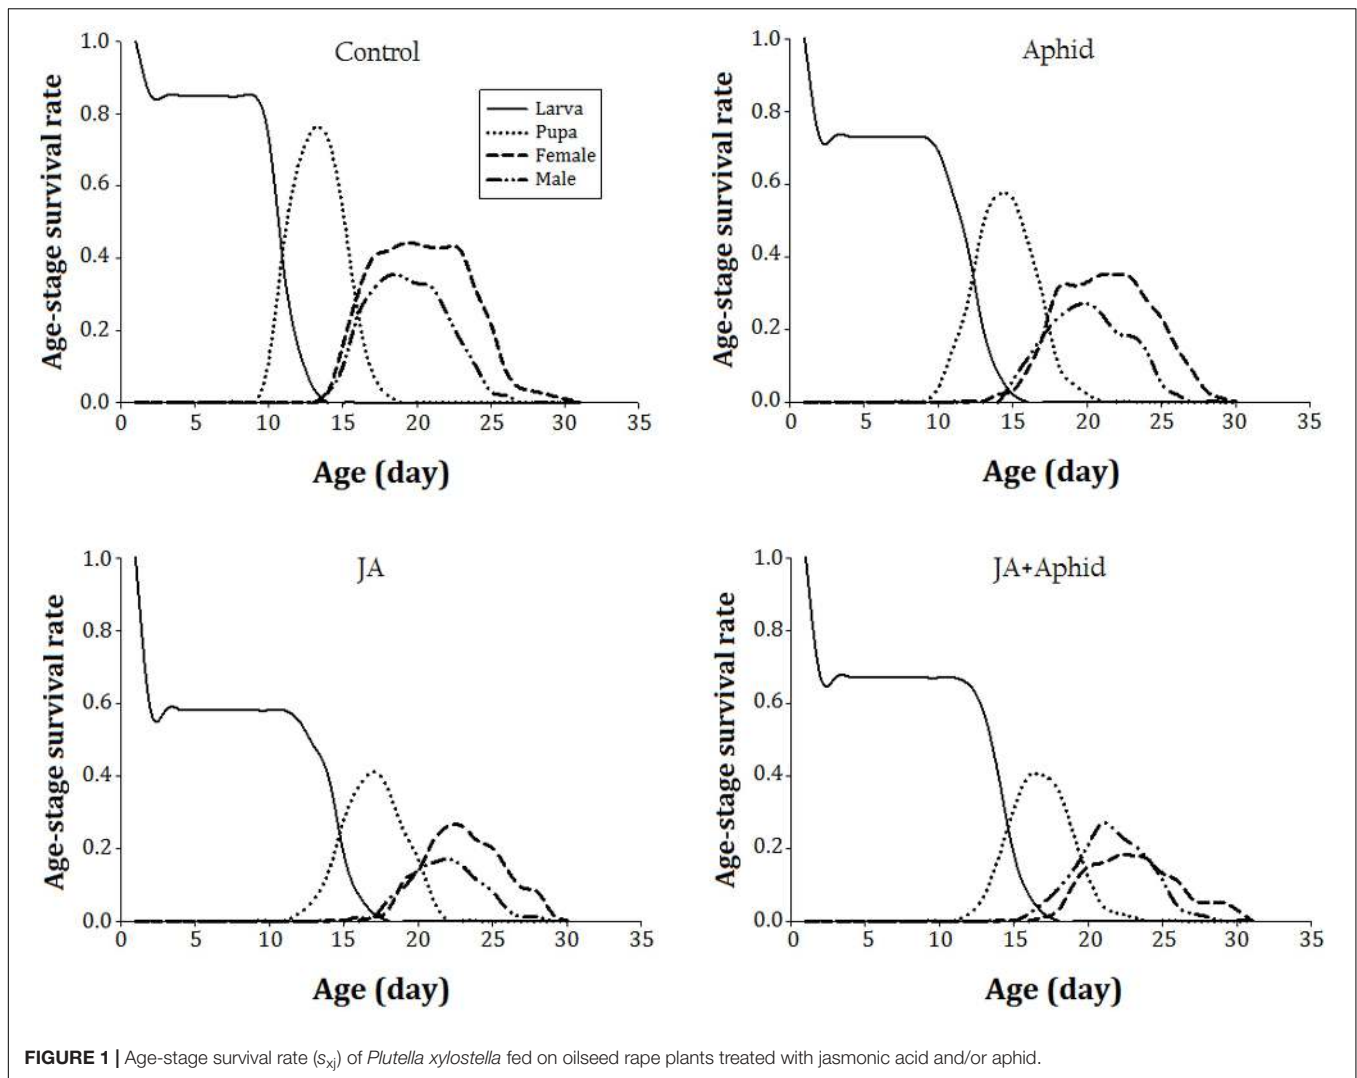 Control
Age-stage survival rate
1.0
0.8
0.6
0.4
0.2
0.0
0 5 10 15 20 25 30 35
Age (day)
Larva
Pupa
Female
Male
Aphid
Age-stage survival rate
1.0
0.8
0.6
0.4
0.2
0.0
0 5 10 15 20 25 30 35
Age (day)
JA
Age-stage survival rate
1.0
0.8
0.6
0.4
0.2
0.0
0 5 10 15 20 25 30 35
Age (day)
JA+Aphid
Age-stage survival rate
1.0
0.8
0.6
0.4
0.2
0.0
0 5 10 15 20 25 30 35
Age (day)
FIGURE 1 | Age-stage survival rate (sxj) of Plutella xylostella fed on oilseed rape plants treated with jasmonic acid and/or aphid.